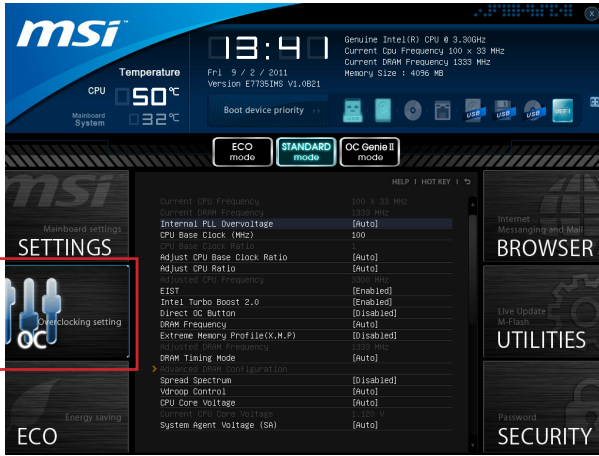 msi
13:41
Fri 9 / 2 / 2011
Version E7735IMS V1.0B21
Genuine Intel(R) CPU @ 3.30GHz
Current Cpu Frequency 100 x 33 MHz
Current DRAM Frequency 1333 MHz
Memory Size : 4096 MB
Temperature
CPU 50°C
Mainboard
System 32°C
Boot device priority
USB USB USB UEFI
ECO
mode
STANDARD
mode
OC Genie II
mode
HELP | HOT KEY |
msi
Mainboard settings
SETTINGS
Overclocking setting
OC
Energy saving
ECO
Current CPU Frequency 100 X 33 MHz
Current DRAM Frequency 1333 MHz
Internal PLL Overvoltage [Auto]
CPU Base Clock (MHz) 100
CPU Base Clock Ratio 1
Adjust CPU Base Clock Ratio [Auto]
Adjust CPU Ratio [Auto]
Adjusted CPU Frequency 3300 MHz
EIST [Enabled]
Intel Turbo Boost 2.0 [Enabled]
Direct OC Button [Disabled]
DRAM Frequency [Auto]
Extreme Memory Profile(X.M.P) [Disabled]
Adjusted DRAM Frequency 1333 MHz
DRAM Timing Mode [Auto]
Advanced DRAM Configuration
Spread Spectrum [Disabled]
Vdroop Control [Auto]
CPU Core Voltage [Auto]
Current CPU Core Voltage 1.120 V
System Agent Voltage (SA) [Auto]
Internet
Messanging and Mail
BROWSER
Live Update
M-Flash
UTILITIES
Password
SECURITY